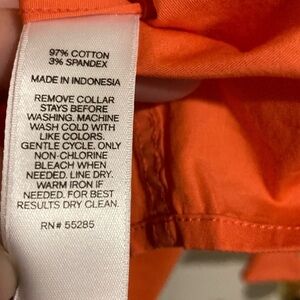 97% COTTON
3% SPANDEX
MADE IN INDONESIA
REMOVE COLLAR
STAYS BEFORE
WASHING. MACHINE
WASH COLD WITH
LIKE COLORS.
GENTLE CYCLE. ONLY
NON-CHLORINE
BLEACH WHEN
NEEDED. LINE DRY.
WARM IRON IF
NEEDED. FOR BEST
RESULTS DRY CLEAN.
RN# 55285